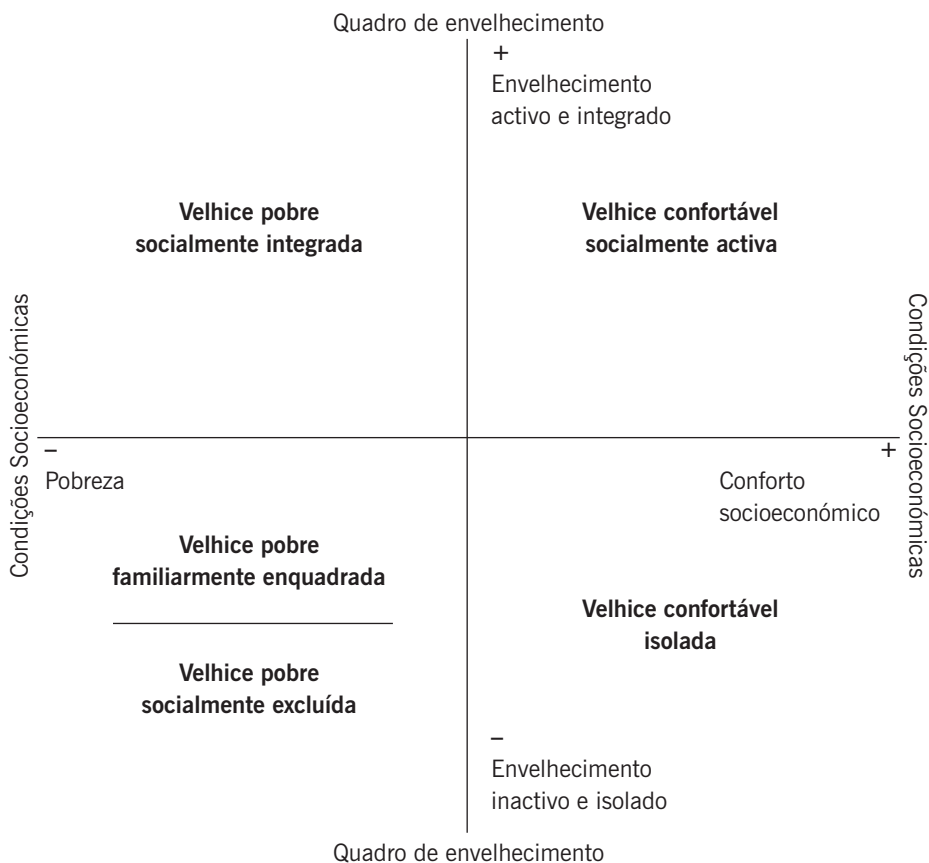 Quadro de envelhecimento
+
Envelhecimento
activo e integrado
Velhice pobre
socialmente integrada
Velhice confortável
socialmente activa
Condições Socioeconómicas
Condições Socioeconómicas
–
Pobreza
+
Conforto
socioeconómico
Velhice pobre
familiarmente enquadrada
Velhice pobre
socialmente excluída
Velhice confortável
isolada
–
Envelhecimento
inactivo e isolado
Quadro de envelhecimento